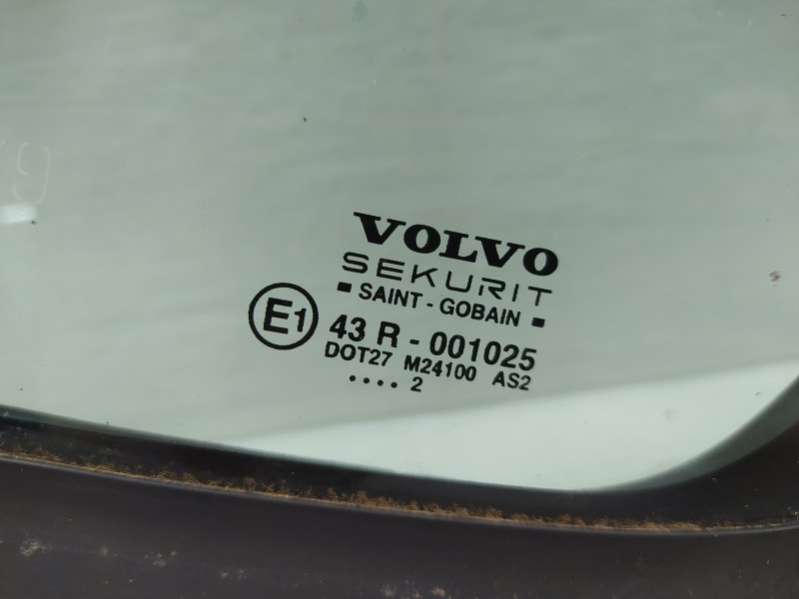 VOLVO
SEKURIT
▪ SAINT - GOBAIN ▪
E1 43 R - 001025
DOT27 M24100 AS2
.... 2